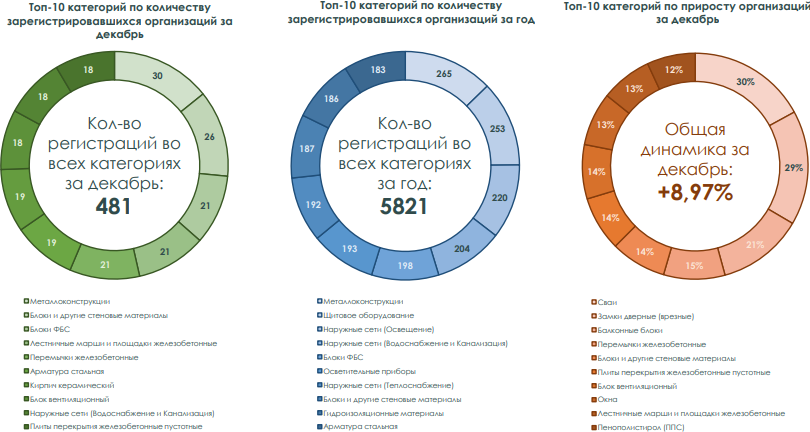 Топ-10 категорий по количеству
зарегистрировавшихся организаций за
декабрь
30
26
21
21
21
19
19
18
18
18
Кол-во
регистраций во
всех категориях
за декабрь:
481
Металлоконструкции
Блоки и другие стеновые материалы
Блоки ФБС
Лестничные марши и площадки железобетонные
Перемычки железобетонные
Арматура стальная
Кирпич керамический
Блок вентиляционный
Наружные сети (Водоснабжение и Канализация)
Плиты перекрытия железобетонные пустотные
Топ-10 категорий по количеству
зарегистрировавшихся организаций за год
265
253
220
204
198
193
192
187
186
183
Кол-во
регистраций во
всех категориях
за год:
5821
Металлоконструкции
Щитовое оборудование
Наружные сети (Освещение)
Наружные сети (Водоснабжение и Канализация)
Блоки ФБС
Осветительные приборы
Наружные сети (Теплоснабжение)
Блоки и другие стеновые материалы
Гидроизоляционные материалы
Арматура стальная
Топ-10 категорий по приросту организаций
за декабрь
30%
29%
21%
15%
14%
14%
14%
13%
13%
12%
Общая
динамика за
декабрь:
+8,97%
Сваи
Замки дверные (врезные)
Балконные блоки
Перемычки железобетонные
Блоки и другие стеновые материалы
Плиты перекрытия железобетонные пустотные
Блок вентиляционный
Окна
Лестничные марши и площадки железобетонные
Пенополистирол (ППС)